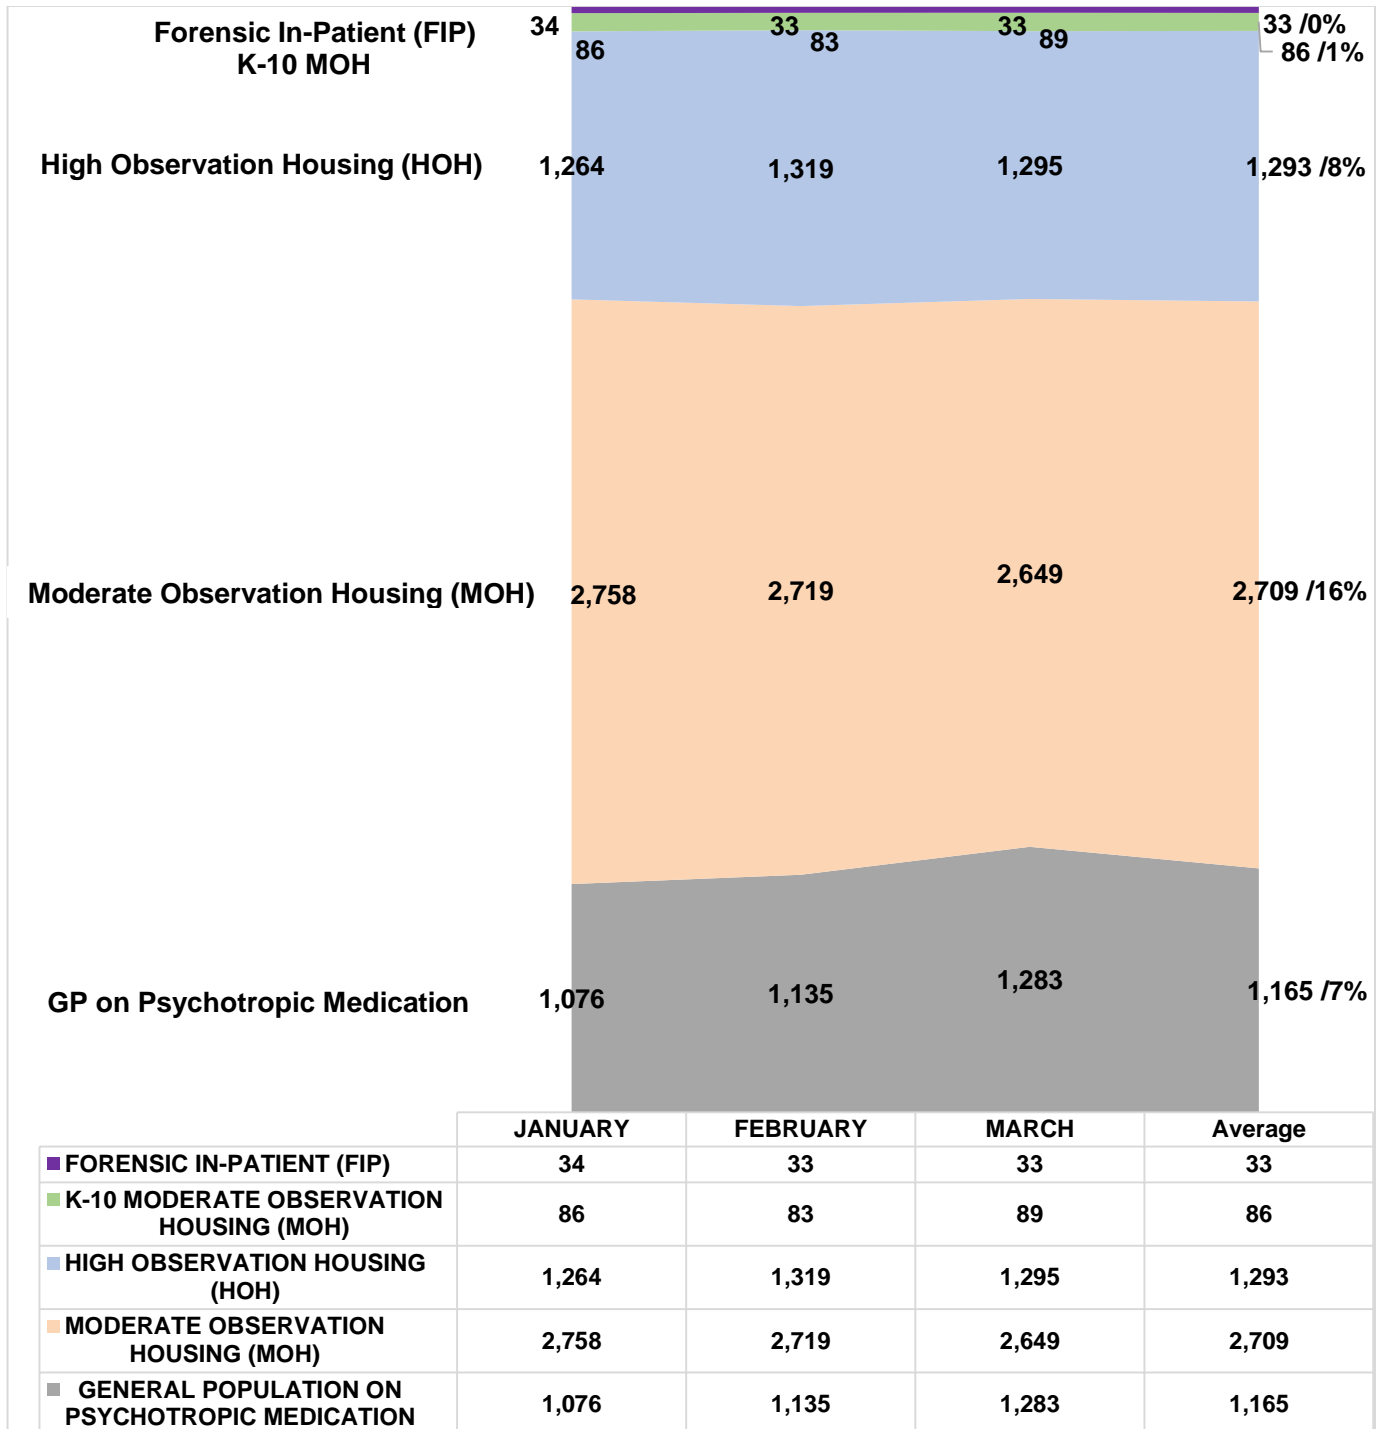 Forensic In-Patient (FIP)
K-10 MOH
34 33 33 33 /0%
86 83 89 86 /1%
High Observation Housing (HOH) 1,264 1,319 1,295 1,293 /8%
Moderate Observation Housing (MOH) 2,758 2,719 2,649 2,709 /16%
GP on Psychotropic Medication 1,076 1,135 1,283 1,165 /7%
JANUARY FEBRUARY MARCH Average
FORENSIC IN-PATIENT (FIP) 34 33 33 33
K-10 MODERATE OBSERVATION
HOUSING (MOH) 86 83 89 86
HIGH OBSERVATION HOUSING
(HOH) 1,264 1,319 1,295 1,293
MODERATE OBSERVATION
HOUSING (MOH) 2,758 2,719 2,649 2,709
GENERAL POPULATION ON
PSYCHOTROPIC MEDICATION 1,076 1,135 1,283 1,165